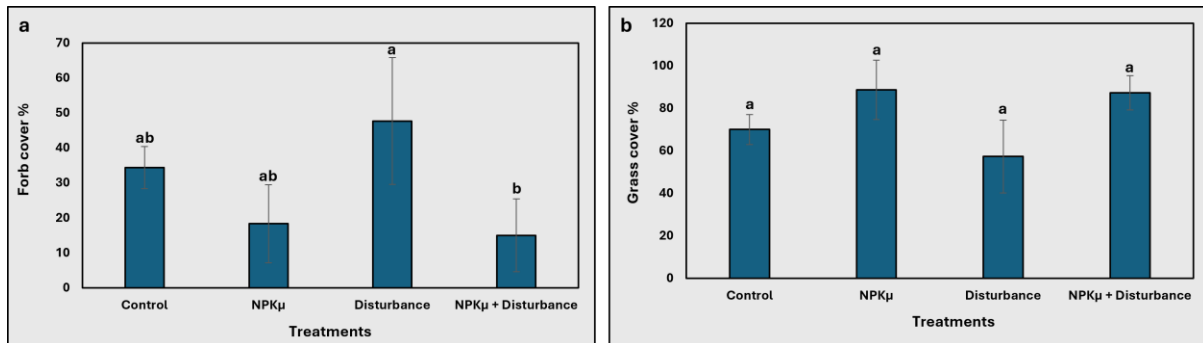 a
Forb cover %
70
60
50
40
30
20
10
0
ab
ab
a
b
Control
NPKµ
Disturbance
NPKµ + Disturbance
Treatments
b
Grass cover %
120
100
80
60
40
20
0
a
a
a
a
Control
NPKµ
Disturbance
NPKµ + Disturbance
Treatments